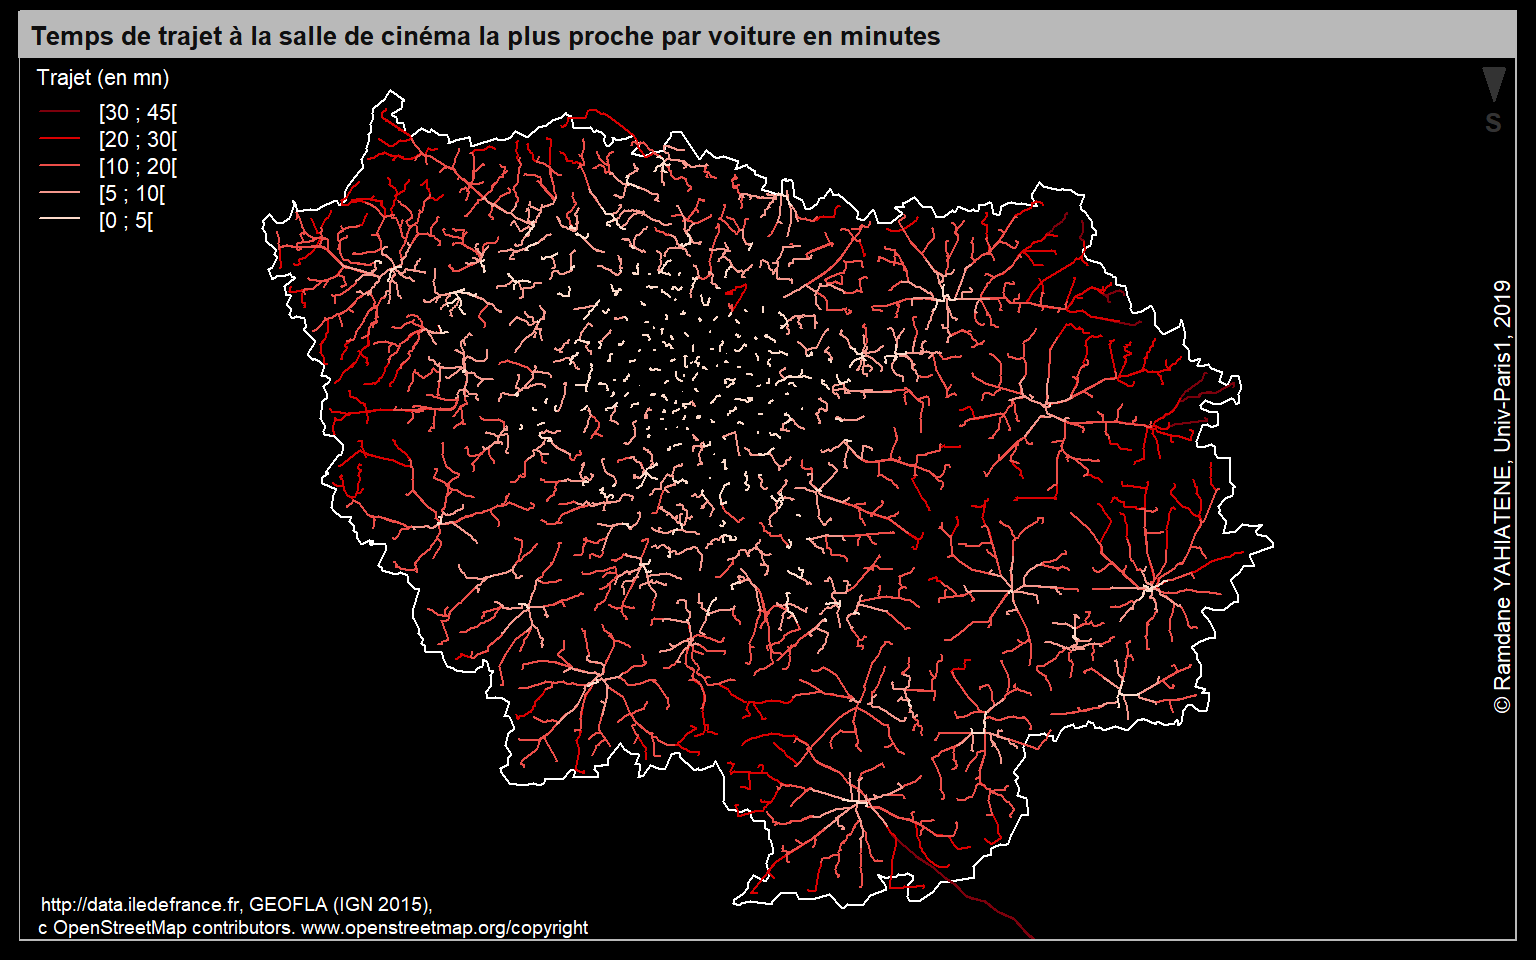 Temps de trajet à la salle de cinéma la plus proche par voiture en minutes
Trajet (en mn)
[30 ; 45[
[20 ; 30[
[10 ; 20[
[5 ; 10[
[0 ; 5[
S
© Ramdane YAHIATENE, Univ-Paris1, 2019
http://data.iledefrance.fr, GEOFLA (IGN 2015),
c OpenStreetMap contributors. www.openstreetmap.org/copyright